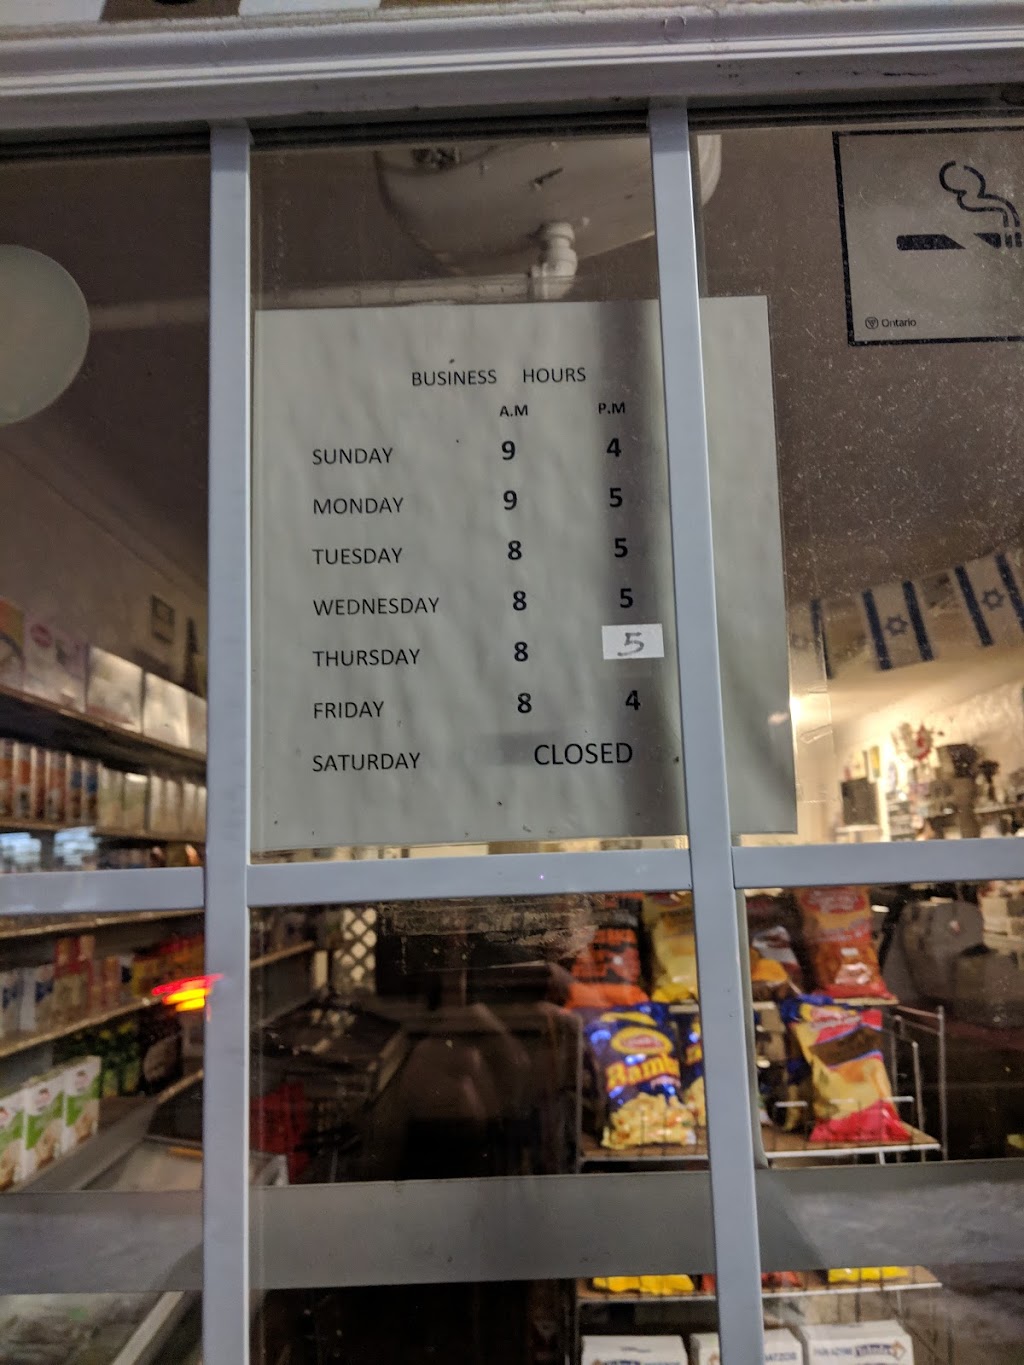 BUSINESS HOURS
A.M P.M
SUNDAY 9 4
MONDAY 9 5
TUESDAY 8 5
WEDNESDAY 8 5
THURSDAY 8 5
FRIDAY 8 4
SATURDAY CLOSED
Ontario